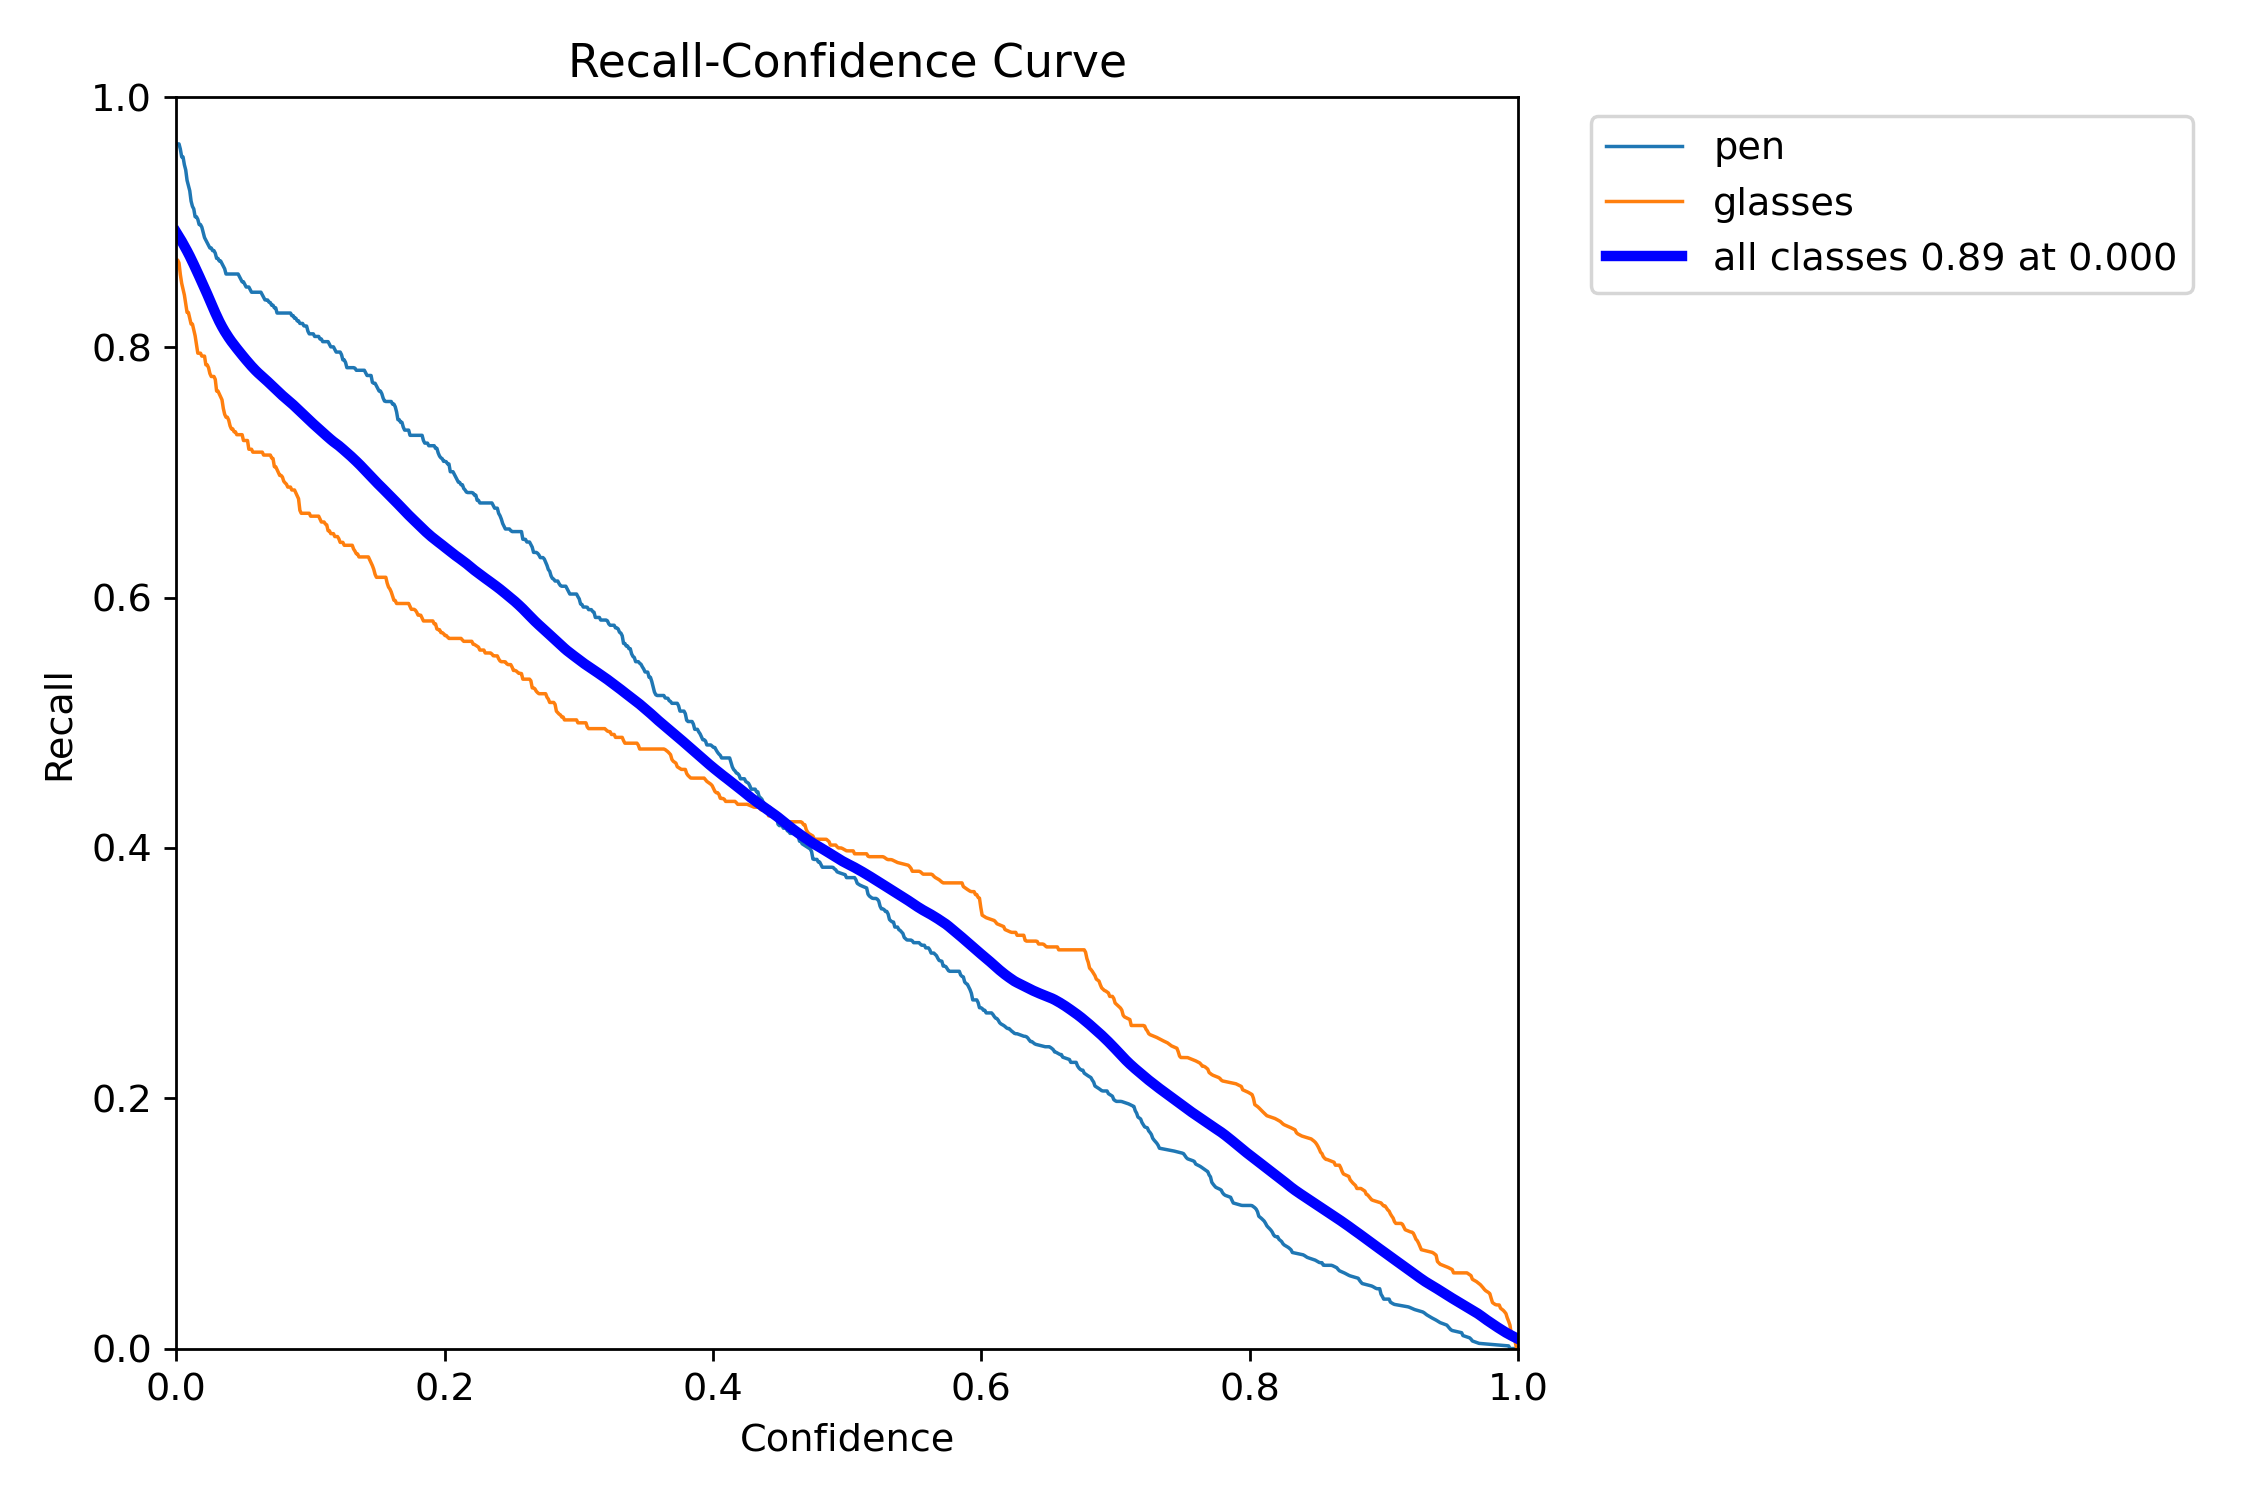 Recall-Confidence Curve
1.0
0.8
0.6
0.4
0.2
0.0
Recall
0.0 0.2 0.4 0.6 0.8 1.0
Confidence
pen
glasses
all classes 0.89 at 0.000